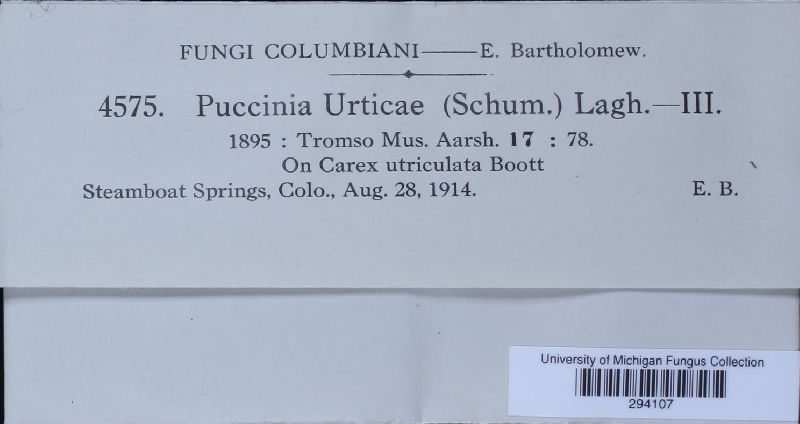 FUNGI COLUMBIANI——E. Bartholomew.
4575. Puccinia Urticae (Schum.) Lagh.—III.
1895 : Tromso Mus. Aarsh. 17 : 78.
On Carex utriculata Boott
Steamboat Springs, Colo., Aug. 28, 1914. E. B.
University of Michigan Fungus Collection
294107